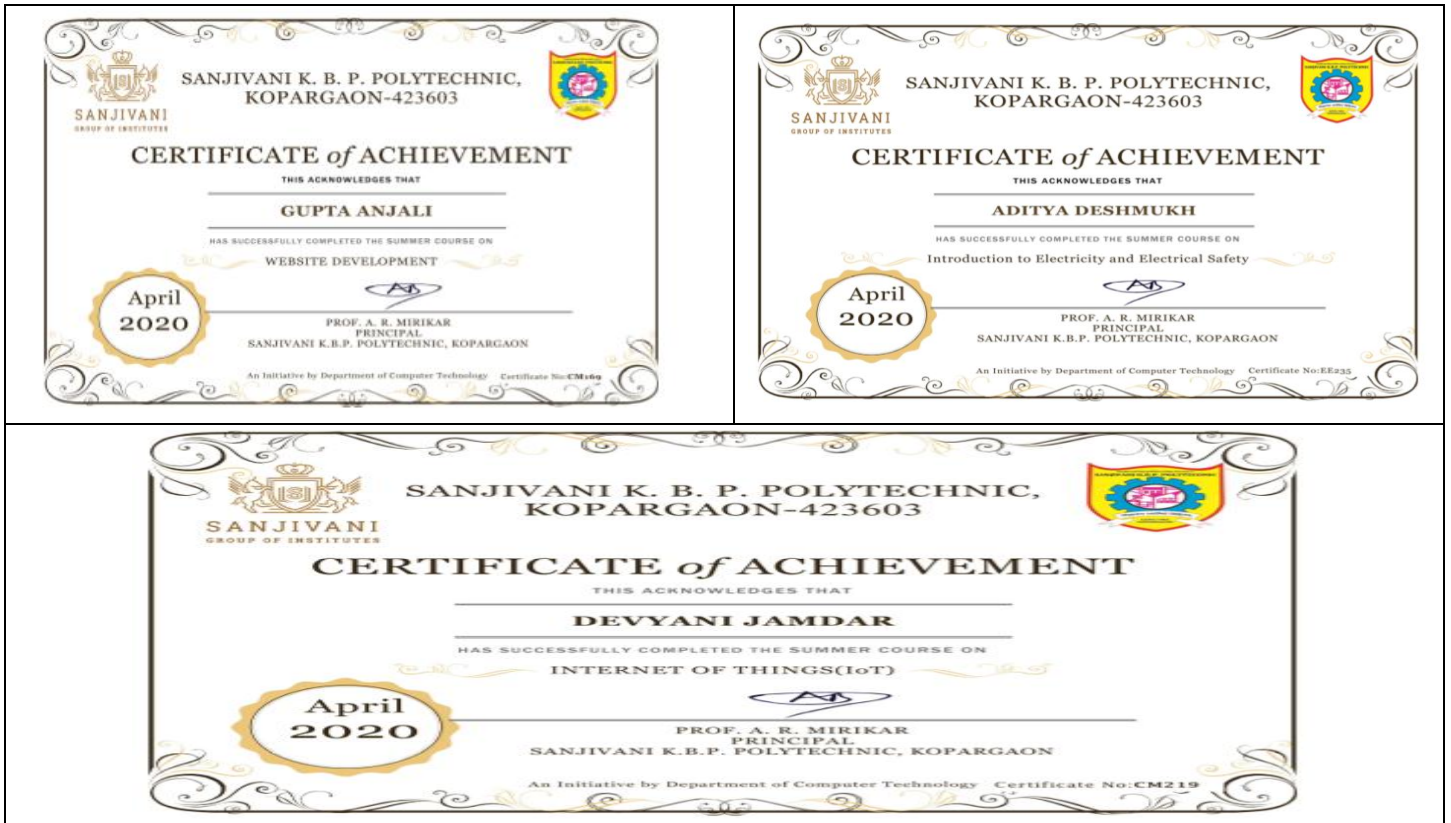 SANJIVANI
GROUP OF INSTITUTES
SANJIVANI K. B. P. POLYTECHNIC,
KOPARGAON-423603
CERTIFICATE of ACHIEVEMENT
THIS ACKNOWLEDGES THAT
GUPTA ANJALI
HAS SUCCESSFULLY COMPLETED THE SUMMER COURSE ON
WEBSITE DEVELOPMENT
April
2020
PROF. A. R. MIRIKAR
PRINCIPAL
SANJIVANI K.B.P. POLYTECHNIC, KOPARGAON
An Initiative by Department of Computer Technology Certificate No:CM169
SANJIVANI
GROUP OF INSTITUTES
SANJIVANI K. B. P. POLYTECHNIC,
KOPARGAON-423603
CERTIFICATE of ACHIEVEMENT
THIS ACKNOWLEDGES THAT
ADITYA DESHMUKH
HAS SUCCESSFULLY COMPLETED THE SUMMER COURSE ON
Introduction to Electricity and Electrical Safety
April
2020
PROF. A. R. MIRIKAR
PRINCIPAL
SANJIVANI K.B.P. POLYTECHNIC, KOPARGAON
An Initiative by Department of Computer Technology Certificate No:EE235
SANJIVANI
GROUP OF INSTITUTES
SANJIVANI K. B. P. POLYTECHNIC,
KOPARGAON-423603
CERTIFICATE of ACHIEVEMENT
THIS ACKNOWLEDGES THAT
DEVYANI JAMDAR
HAS SUCCESSFULLY COMPLETED THE SUMMER COURSE ON
INTERNET OF THINGS(IoT)
April
2020
PROF. A. R. MIRIKAR
PRINCIPAL
SANJIVANI K.B.P. POLYTECHNIC, KOPARGAON
An Initiative by Department of Computer Technology Certificate No:CM219